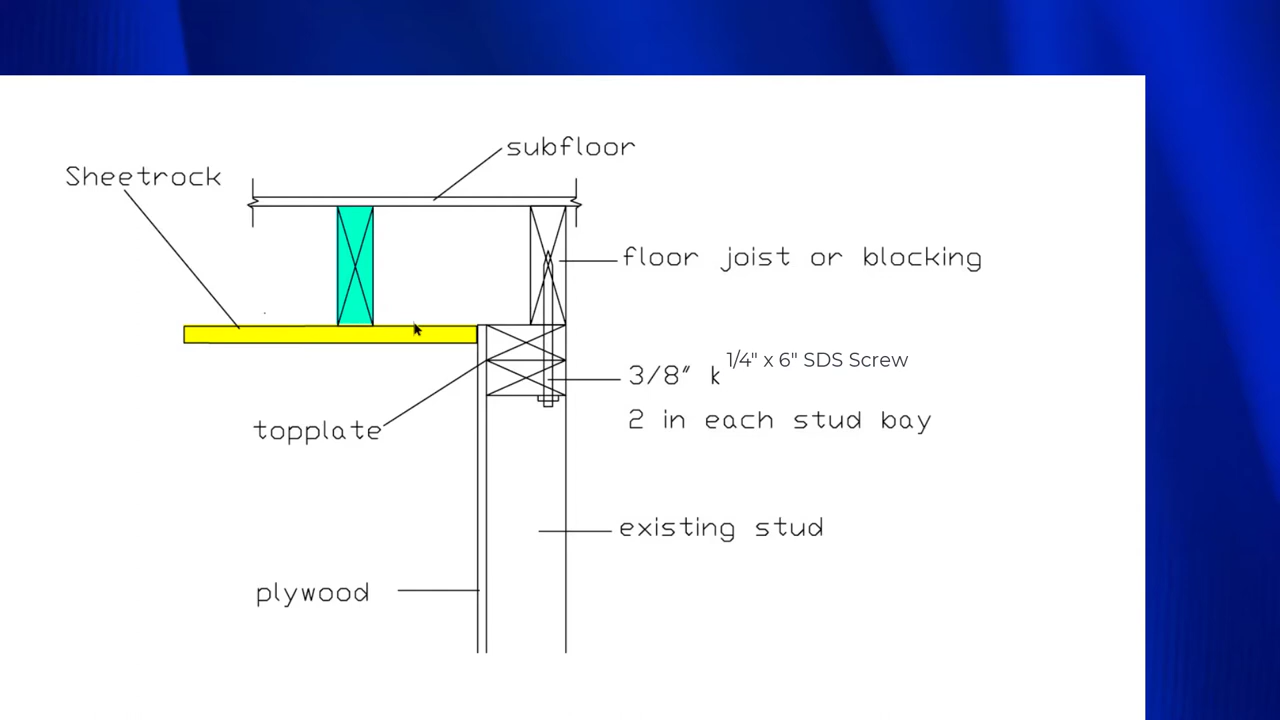 subfloor
Sheetrock
floor joist or blocking
3/8" k 1/4" x 6" SDS Screw
2 in each stud bay
topplate
existing stud
plywood